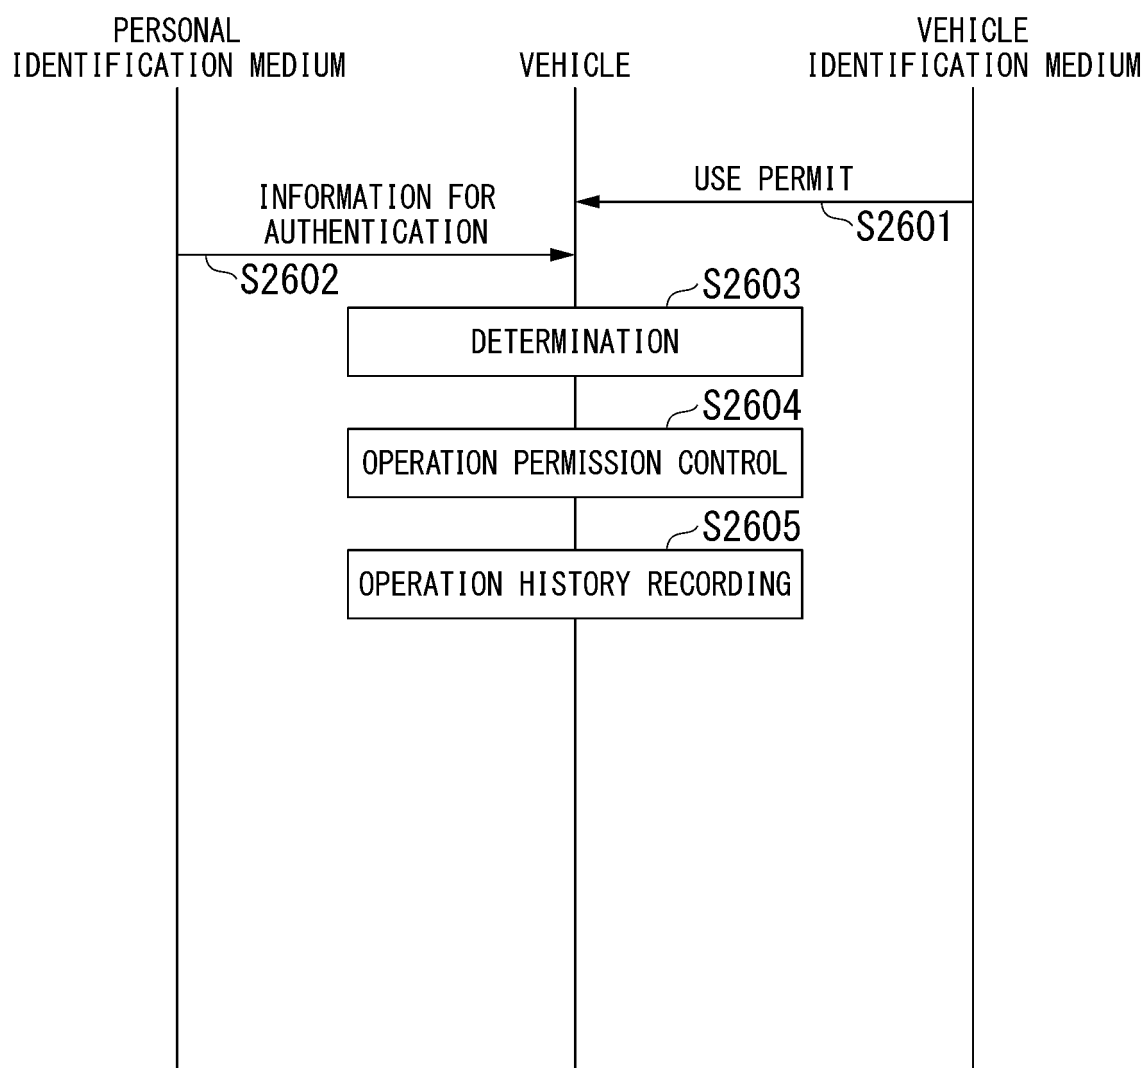 PERSONAL
IDENTIFICATION MEDIUM
VEHICLE
VEHICLE
IDENTIFICATION MEDIUM
USE PERMIT
S2601
INFORMATION FOR
AUTHENTICATION
S2602
S2603
DETERMINATION
S2604
OPERATION PERMISSION CONTROL
S2605
OPERATION HISTORY RECORDING